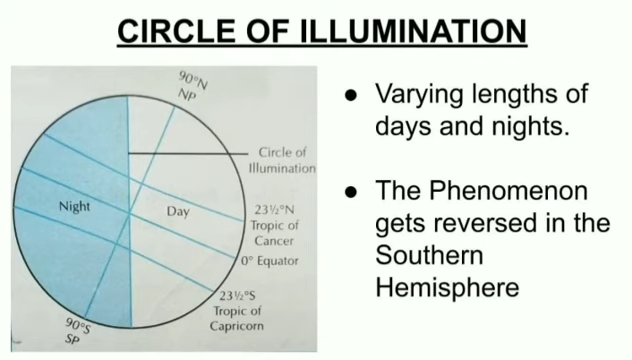 CIRCLE OF ILLUMINATION
90°N
NP
Circle of
Illumination
Night
Day
23½°N
Tropic of
Cancer
0° Equator
23½°S
Tropic of
Capricorn
90°S
SP
● Varying lengths of
days and nights.
● The Phenomenon
gets reversed in the
Southern
Hemisphere